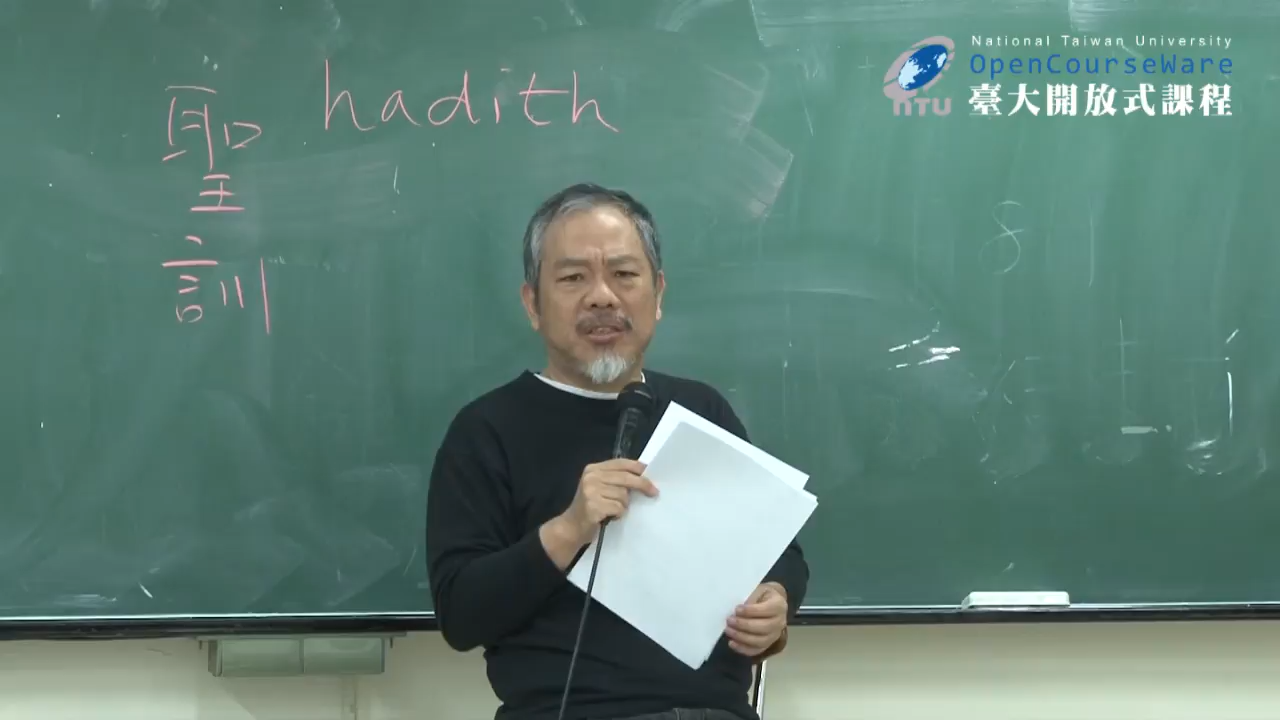 聖 hadith
訓
National Taiwan University
OpenCourseWare
NTU 臺大開放式課程